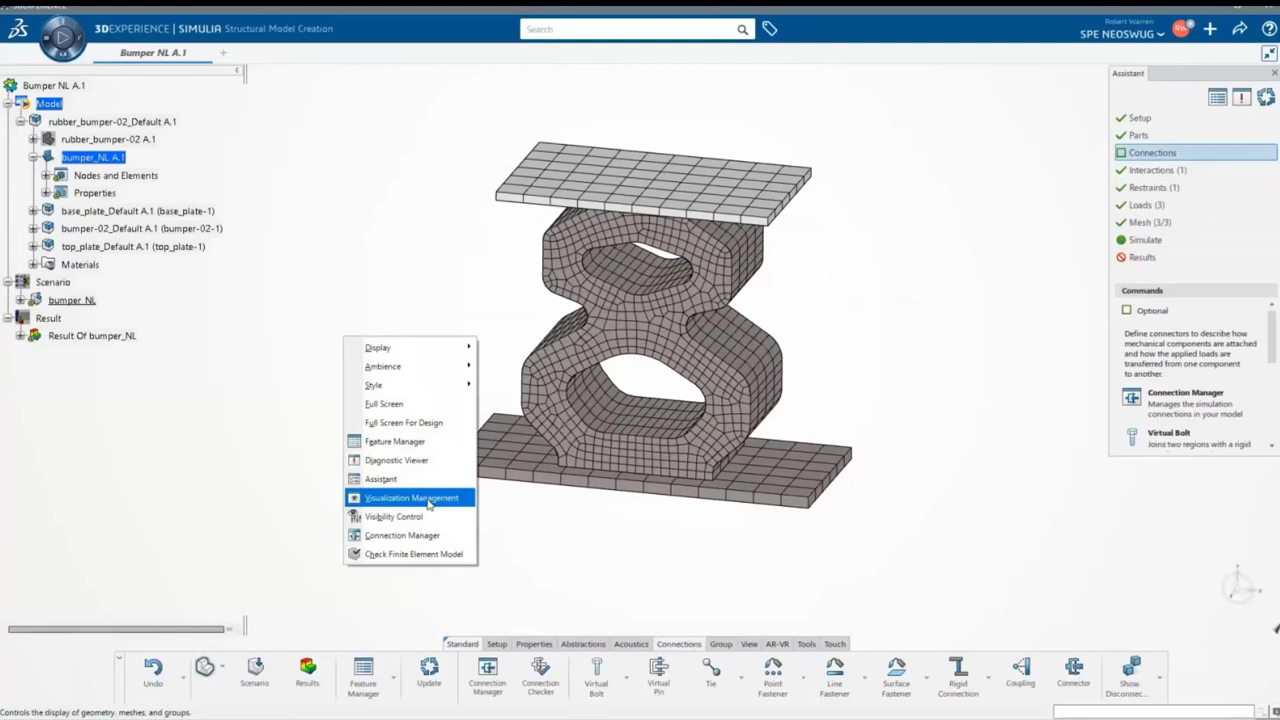 3DEXPERIENCE | SIMULIA Structural Model Creation
Search
Robert Warren
SPE NEOSWUG
RW
Bumper NL A.1
Bumper NL A.1
Model
rubber_bumper-02_Default A.1
rubber_bumper-02 A.1
bumper_NL A.1
Nodes and Elements
Properties
base_plate_Default A.1 (base_plate-1)
bumper-02_Default A.1 (bumper-02-1)
top_plate_Default A.1 (top_plate-1)
Materials
Scenario
bumper_NL
Result
Result Of bumper_NL
Display
Ambience
Style
Full Screen
Full Screen For Design
Feature Manager
Diagnostic Viewer
Assistant
Visualization Management
Visibility Control
Connection Manager
Check Finite Element Model
Assistant
Setup
Parts
Connections
Interactions (1)
Restraints (1)
Loads (3)
Mesh (3/3)
Simulate
Results
Commands
Optional
Define connectors to describe how
mechanical components are attached
and how the applied loads are
transferred from one component
to another.
Connection Manager
Manages the simulation
connections in your model
Virtual Bolt
Joins two regions with a rigid
Standard Setup Properties Abstractions Acoustics Connections Group View AR-VR Tools Touch
Undo
Scenario
Results
Feature
Manager
Update
Connection
Manager
Connection
Checker
Virtual
Bolt
Virtual
Pin
Tie
Point
Fastener
Line
Fastener
Surface
Fastener
Rigid
Connection
Coupling
Connector
Show
Disconnec...
Controls the display of geometry, meshes, and groups.